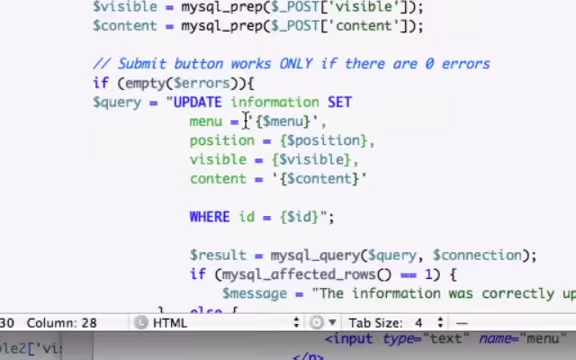 $visible = mysql_prep($_POST['visible']);
$content = mysql_prep($_POST['content']);
// Submit button works ONLY if there are 0 errors
if (empty($errors)){
$query = "UPDATE information SET
menu = '{$menu}',
position = {$position},
visible = {$visible},
content = '{$content}'
WHERE id = {$id}";
$result = mysql_query($query, $connection);
if (mysql_affected_rows() == 1) {
$message = "The information was correctly up
} else {
30 Column: 28 HTML Tab Size: 4 —
ple2['vi
<input type="text" name="menu"
</p>